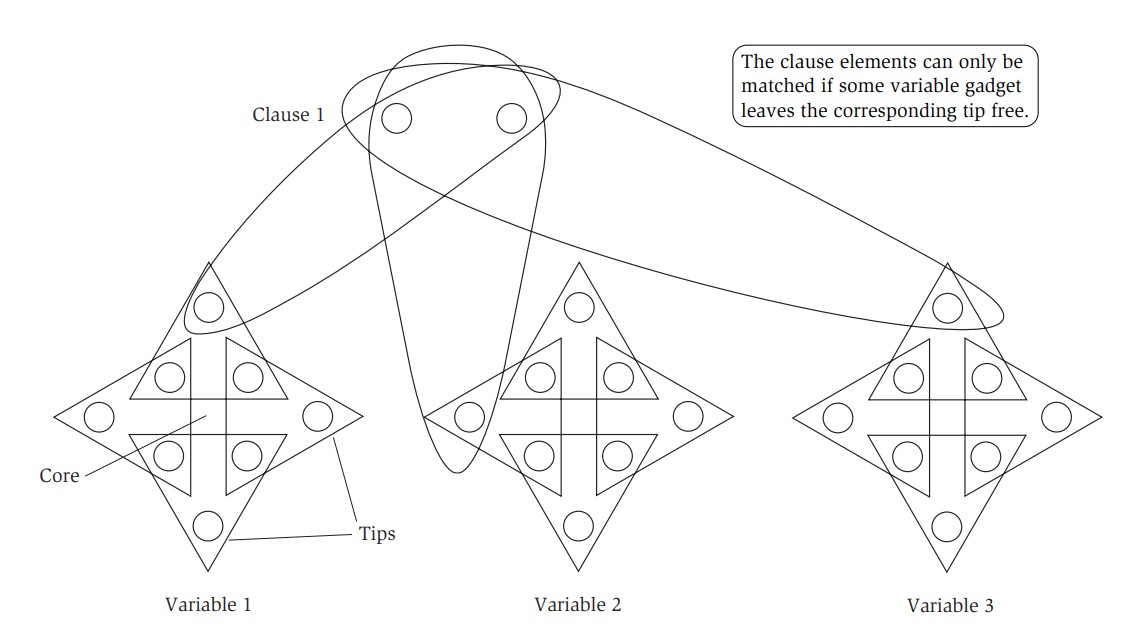 The clause elements can only be
matched if some variable gadget
leaves the corresponding tip free.
Clause 1
Core
Tips
Variable 1
Variable 2
Variable 3